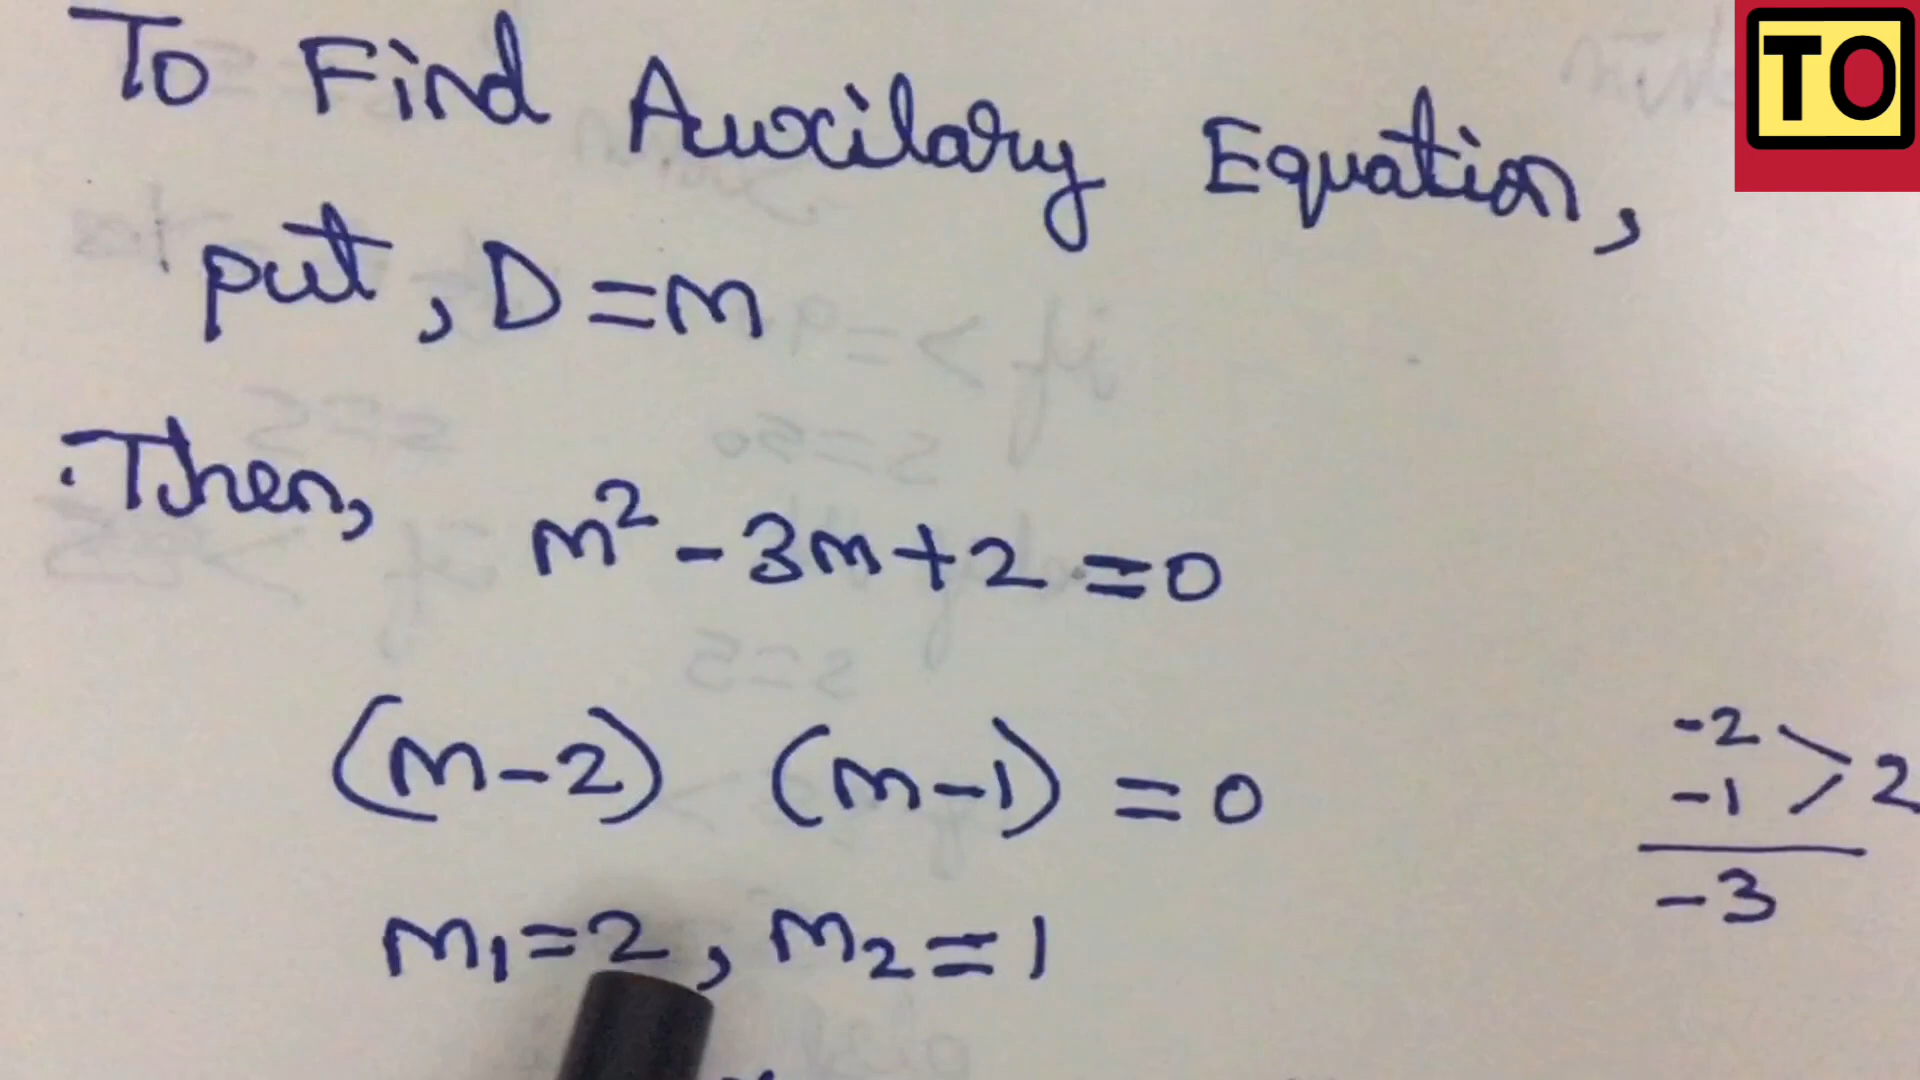 TO
To Find Auxilary Equation,
put, D=m
Then, m² - 3m + 2 = 0
(m-2) (m-1) = 0
-2
-1 > 2
-3
m₁=2, m₂=1